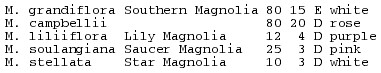 M. grandiflora Southern Magnolia 80 15 E white
M. campbellii 80 20 D rose
M. liliiflora Lily Magnolia 12 4 D purple
M. soulangiana Saucer Magnolia 25 3 D pink
M. stellata Star Magnolia 10 3 D white